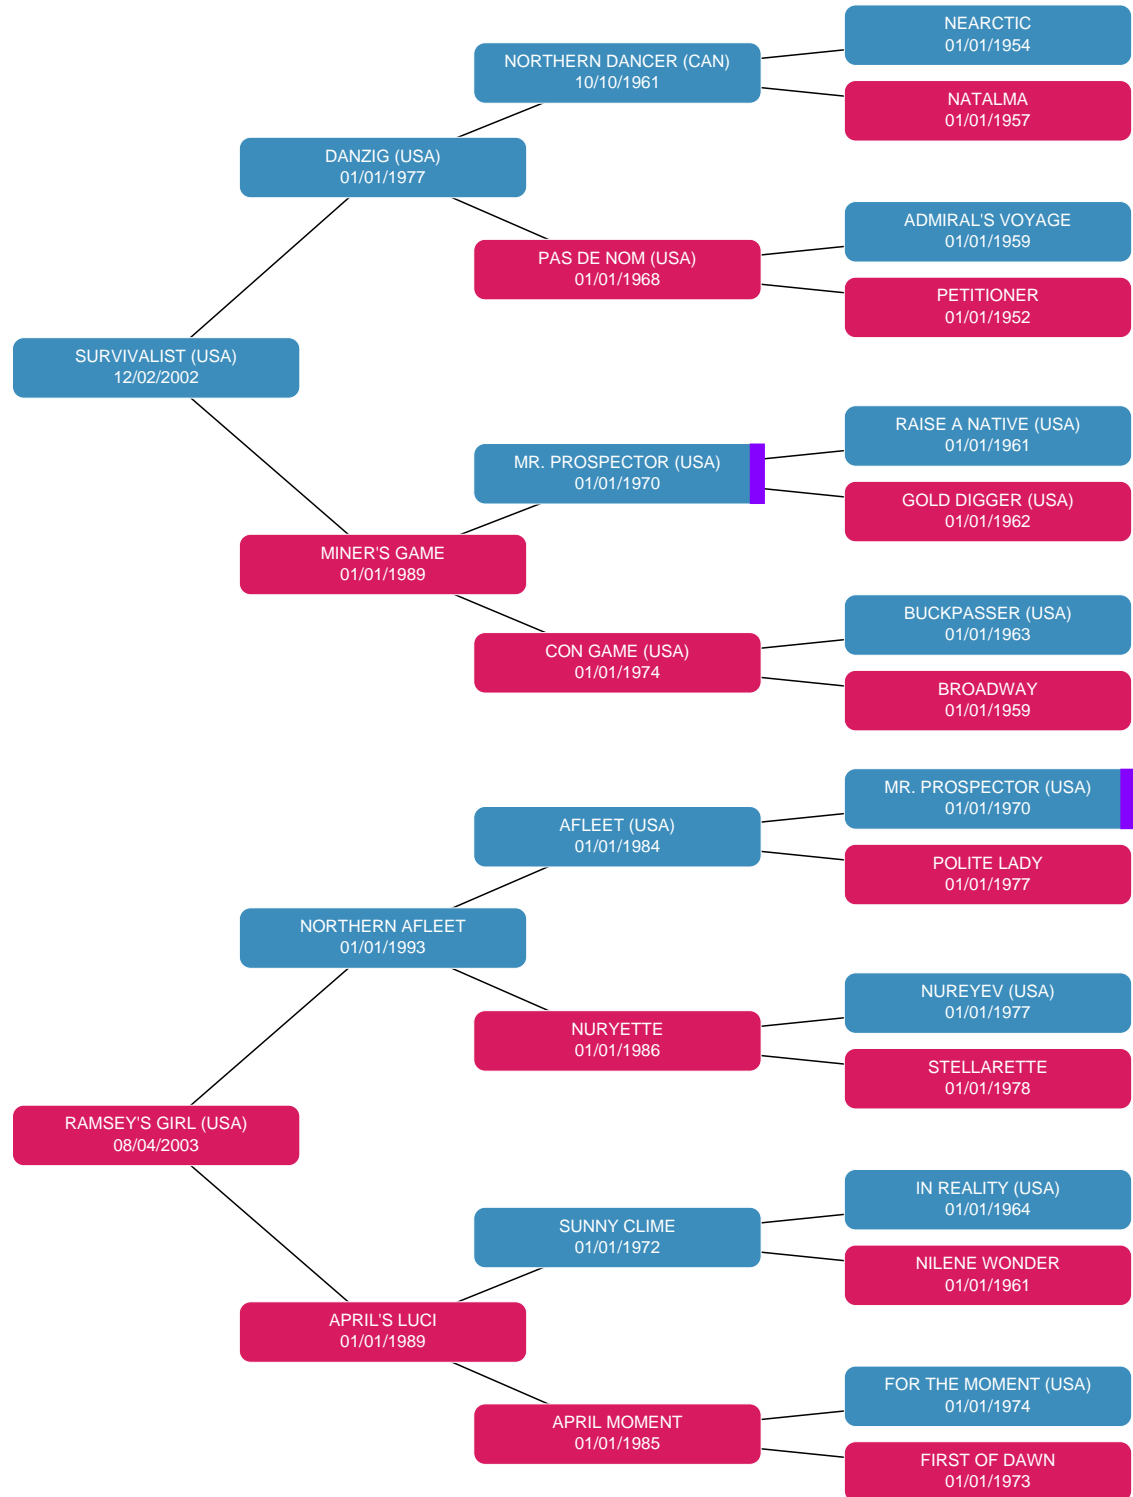 NEARCTIC
01/01/1954
NORTHERN DANCER (CAN)
10/10/1961
NATALMA
01/01/1957
DANZIG (USA)
01/01/1977
ADMIRAL'S VOYAGE
01/01/1959
PAS DE NOM (USA)
01/01/1968
PETITIONER
01/01/1952
SURVIVALIST (USA)
12/02/2002
RAISE A NATIVE (USA)
01/01/1961
MR. PROSPECTOR (USA)
01/01/1970
GOLD DIGGER (USA)
01/01/1962
MINER'S GAME
01/01/1989
BUCKPASSER (USA)
01/01/1963
CON GAME (USA)
01/01/1974
BROADWAY
01/01/1959
MR. PROSPECTOR (USA)
01/01/1970
AFLEET (USA)
01/01/1984
POLITE LADY
01/01/1977
NORTHERN AFLEET
01/01/1993
NUREYEV (USA)
01/01/1977
NURYETTE
01/01/1986
STELLARETTE
01/01/1978
RAMSEY'S GIRL (USA)
08/04/2003
IN REALITY (USA)
01/01/1964
SUNNY CLIME
01/01/1972
NILENE WONDER
01/01/1961
APRIL'S LUCI
01/01/1989
FOR THE MOMENT (USA)
01/01/1974
APRIL MOMENT
01/01/1985
FIRST OF DAWN
01/01/1973